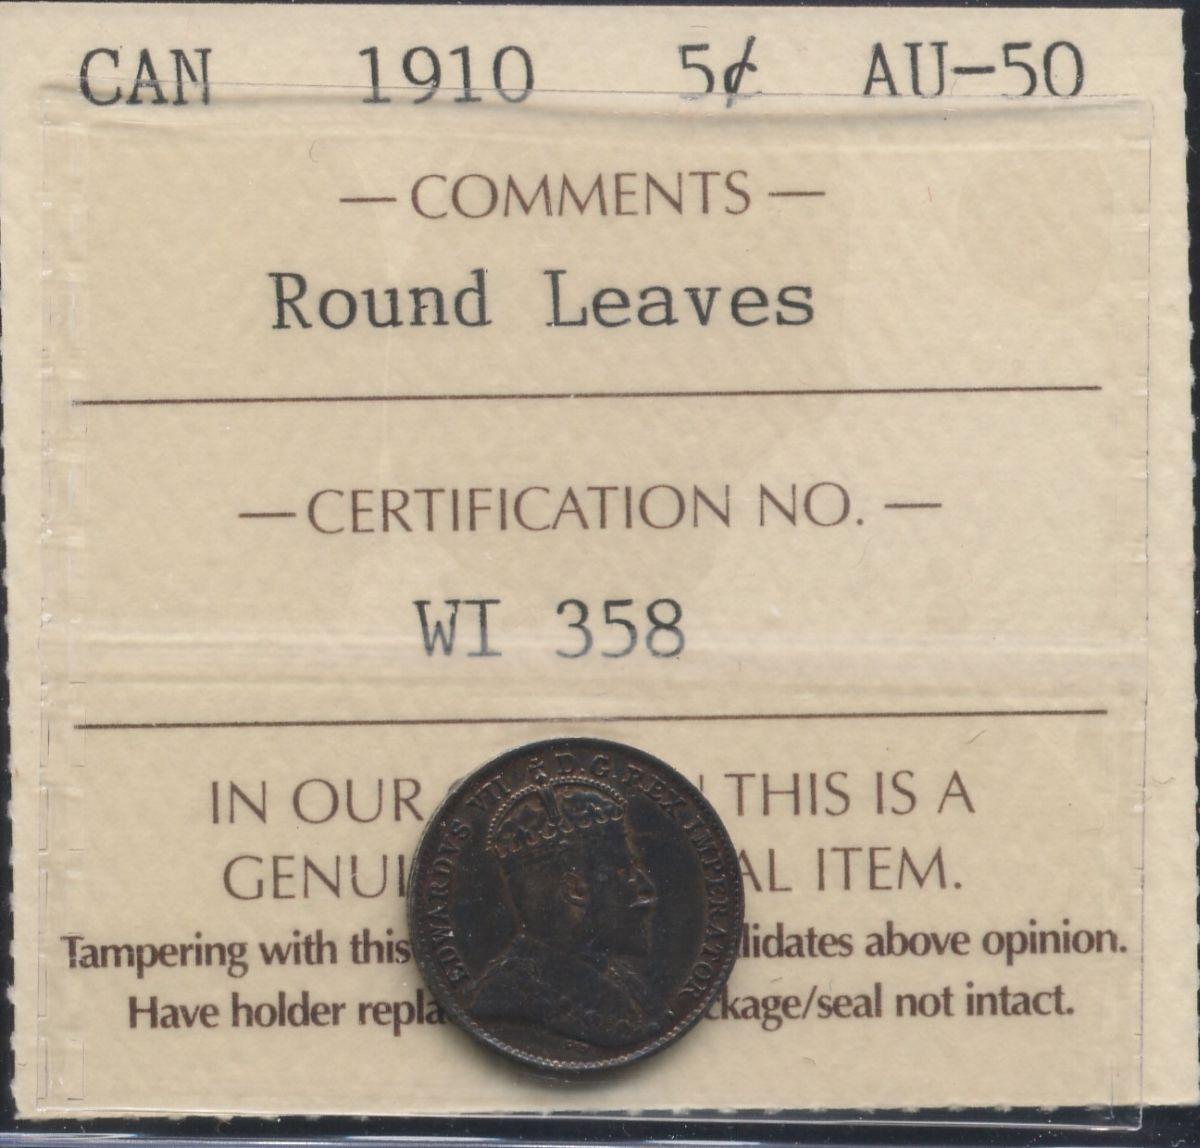 CAN 1910 5¢ AU-50
— COMMENTS —
Round Leaves
— CERTIFICATION NO. —
WI 358
IN OUR THIS IS A
GENUI AL ITEM.
Tampering with this lidates above opinion.
Have holder repla ckage/seal not intact.
EDWARDVS VII D.G. REX IMPERATOR